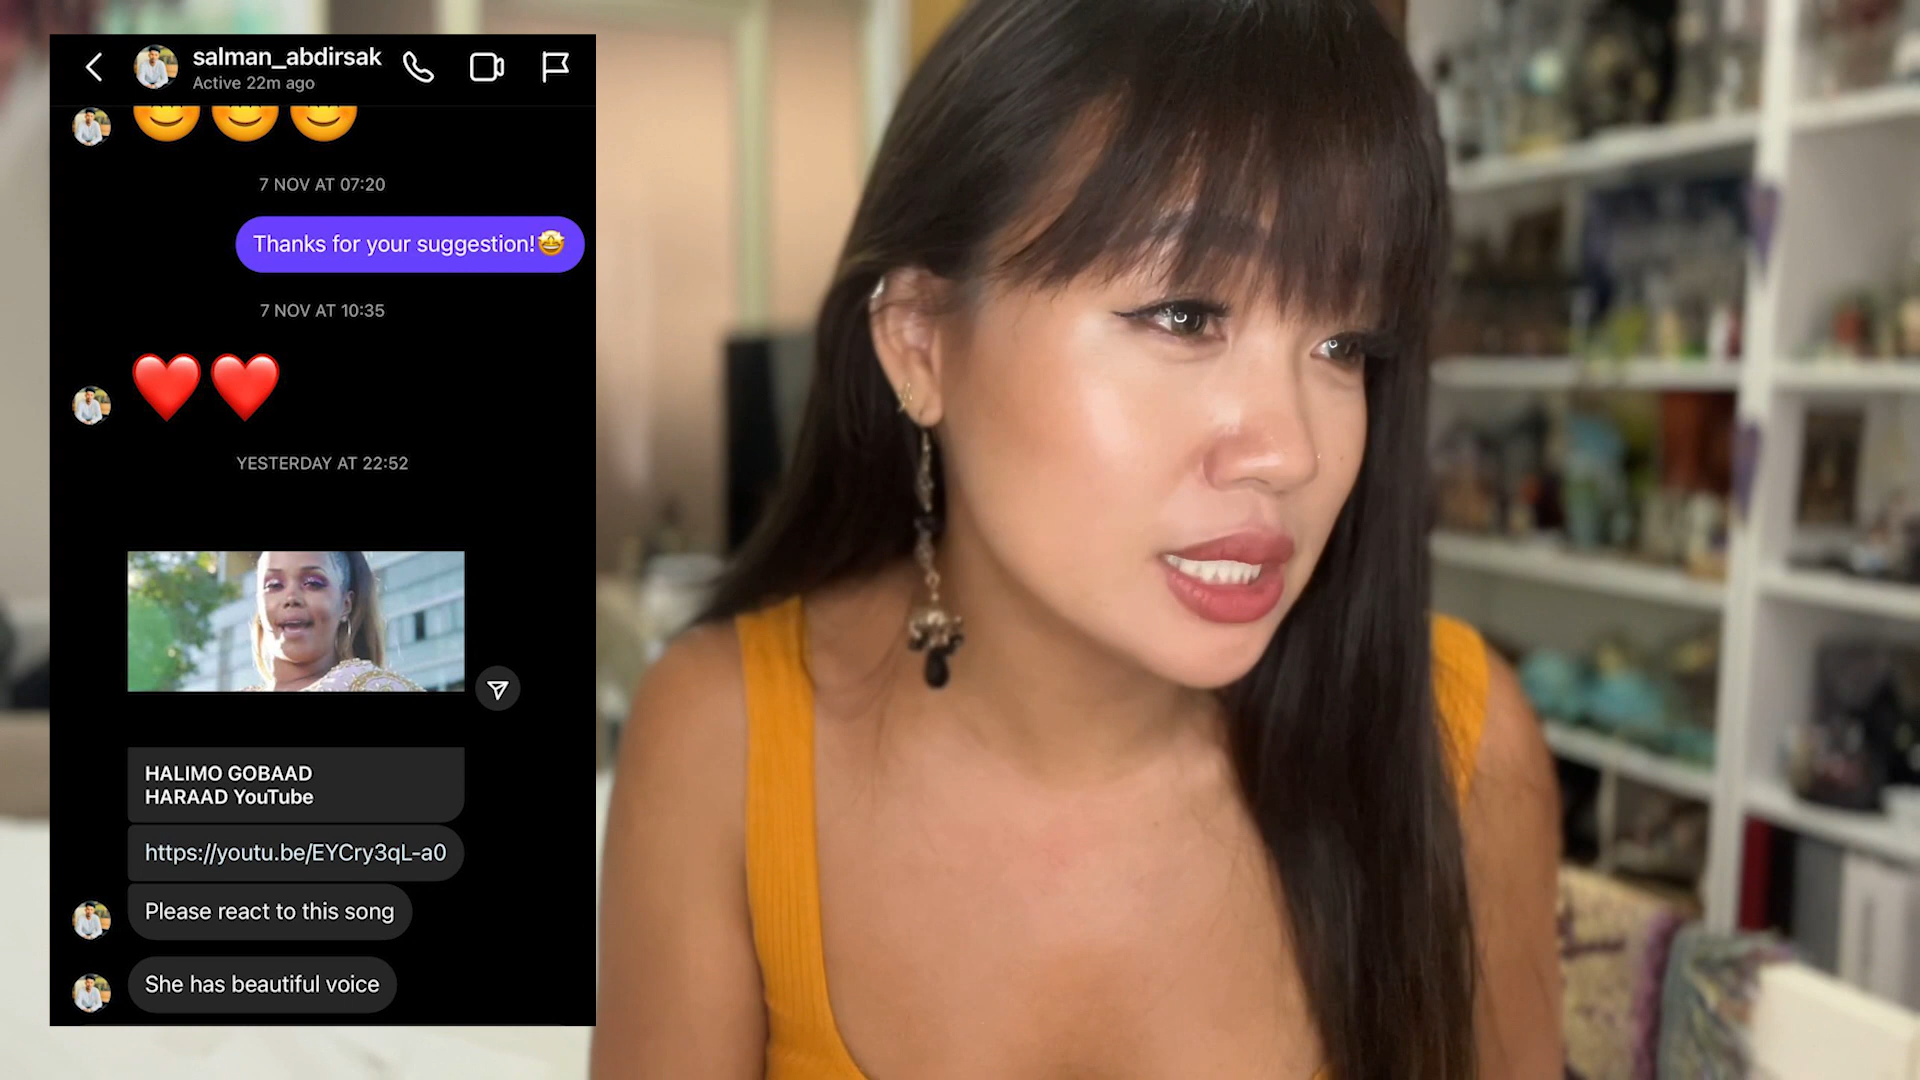 salman_abdirsak
Active 22m ago
7 NOV AT 07:20
Thanks for your suggestion!🤩
7 NOV AT 10:35
YESTERDAY AT 22:52
HALIMO GOBAAD
HARAAD YouTube
https://youtu.be/EYCry3qL-a0
Please react to this song
She has beautiful voice